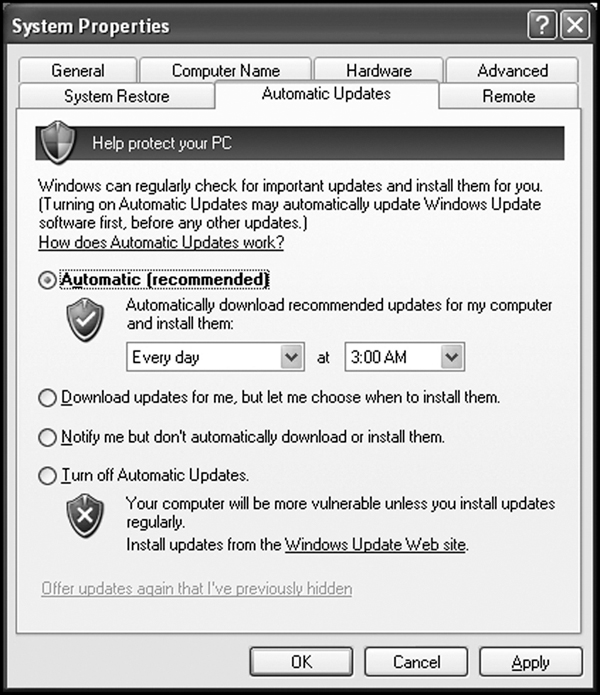 System Properties
General Computer Name Hardware Advanced
System Restore Automatic Updates Remote
Help protect your PC
Windows can regularly check for important updates and install them for you.
(Turning on Automatic Updates may automatically update Windows Update
software first, before any other updates.)
How does Automatic Updates work?
Automatic (recommended)
Automatically download recommended updates for my computer
and install them:
Every day at 3:00 AM
Download updates for me, but let me choose when to install them.
Notify me but don't automatically download or install them.
Turn off Automatic Updates.
Your computer will be more vulnerable unless you install updates
regularly.
Install updates from the Windows Update Web site.
Offer updates again that I've previously hidden
OK Cancel Apply